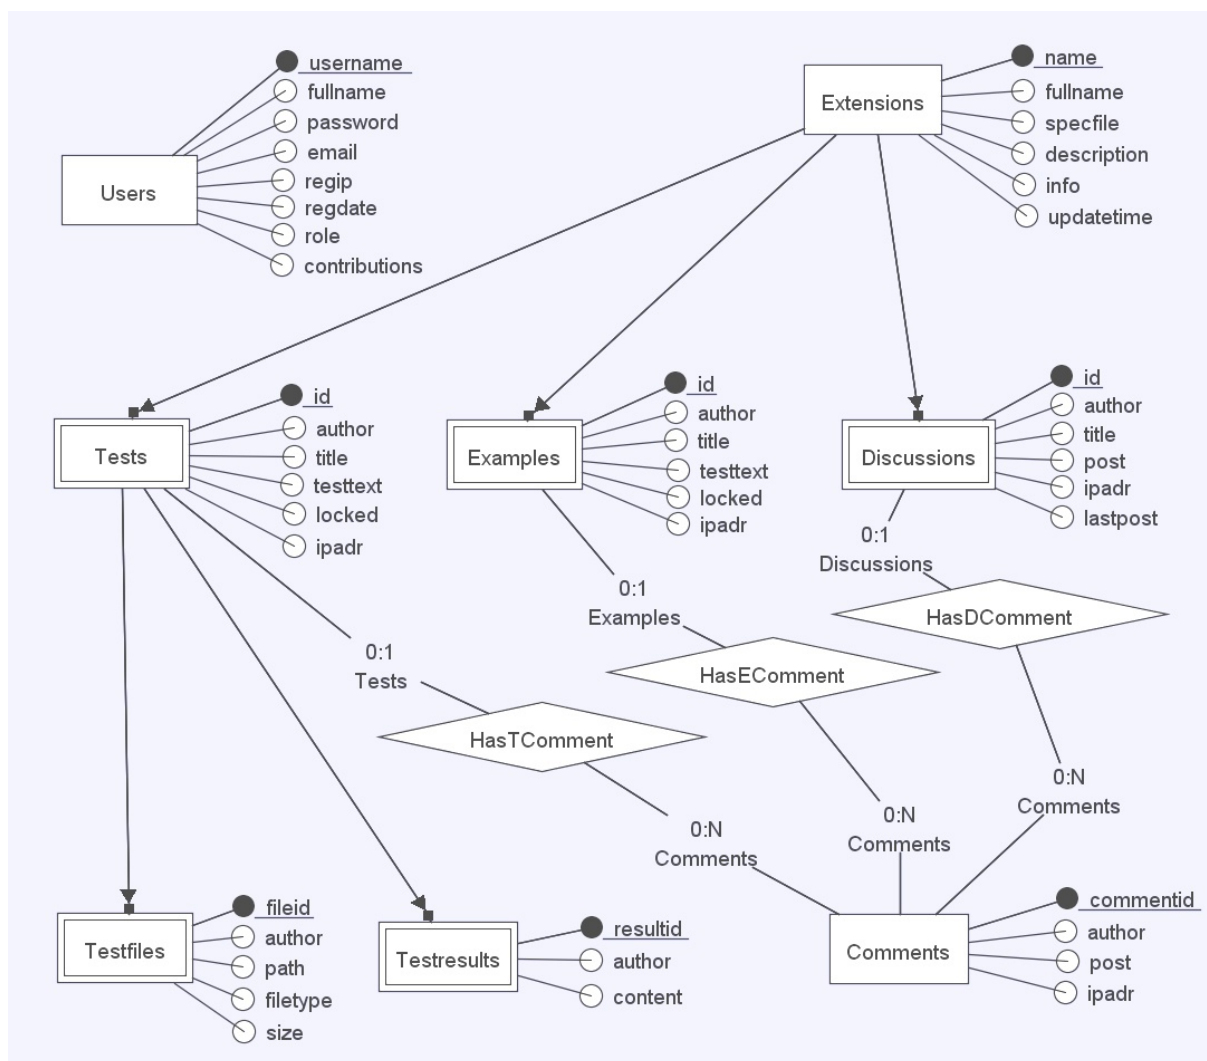 Users
username
fullname
password
email
regip
regdate
role
contributions
Extensions
name
fullname
specfile
description
info
updatetime
Tests
id
author
title
testtext
locked
ipadr
Examples
id
author
title
testtext
locked
ipadr
Discussions
id
author
title
post
ipadr
lastpost
0:1
Tests
HasTComment
0:N
Comments
0:1
Examples
HasEComment
0:N
Comments
0:1
Discussions
HasDComment
0:N
Comments
Testfiles
fileid
author
path
filetype
size
Testresults
resultid
author
content
Comments
commentid
author
post
ipadr